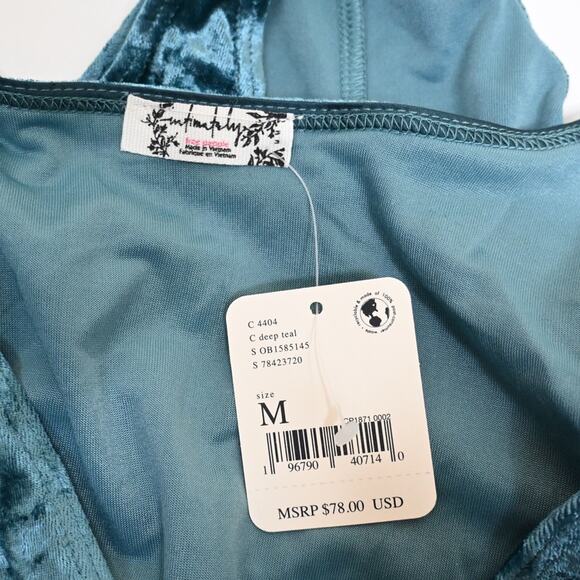 intimately
free people
Made in Vietnam
Fabriqué en Vietnam
C 4404
C deep teal
S OB1585145
S 78423720
size
M
CP1871 0002
1 96790 40714 0
MSRP $78.00 USD